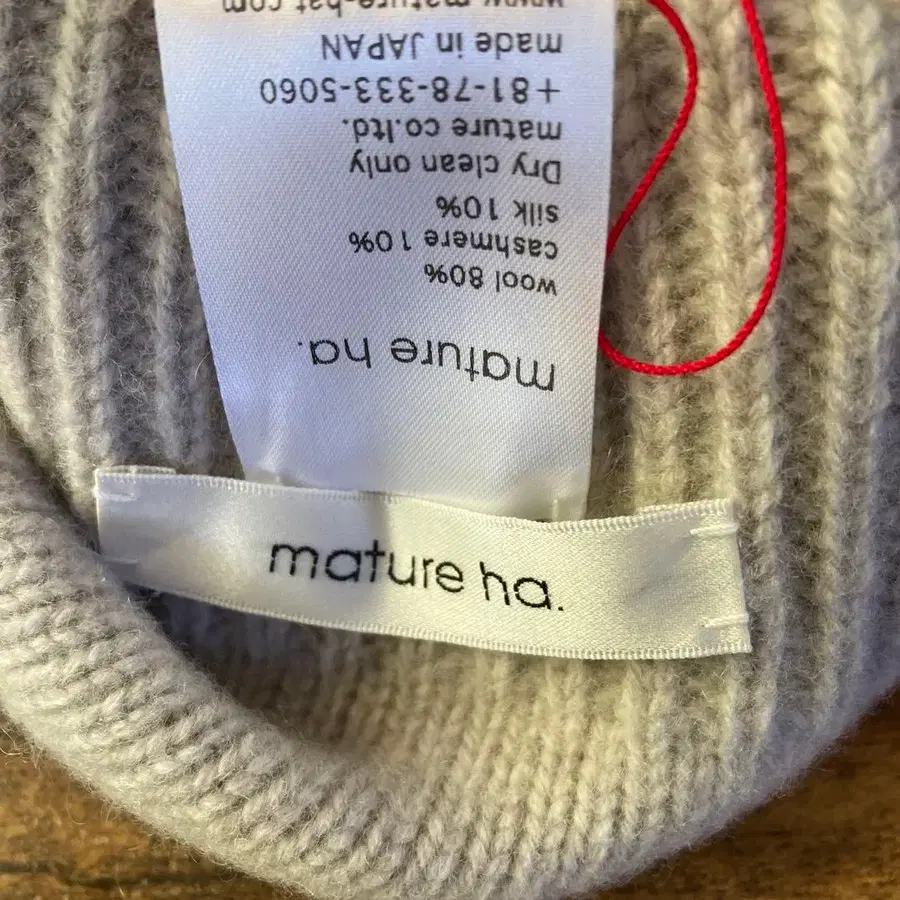 mature ha.
wool 80%
cashmere 10%
silk 10%
Dry clean only
mature co.ltd.
+81-78-333-5060
made in JAPAN
www.mature-hat.com
mature ha.